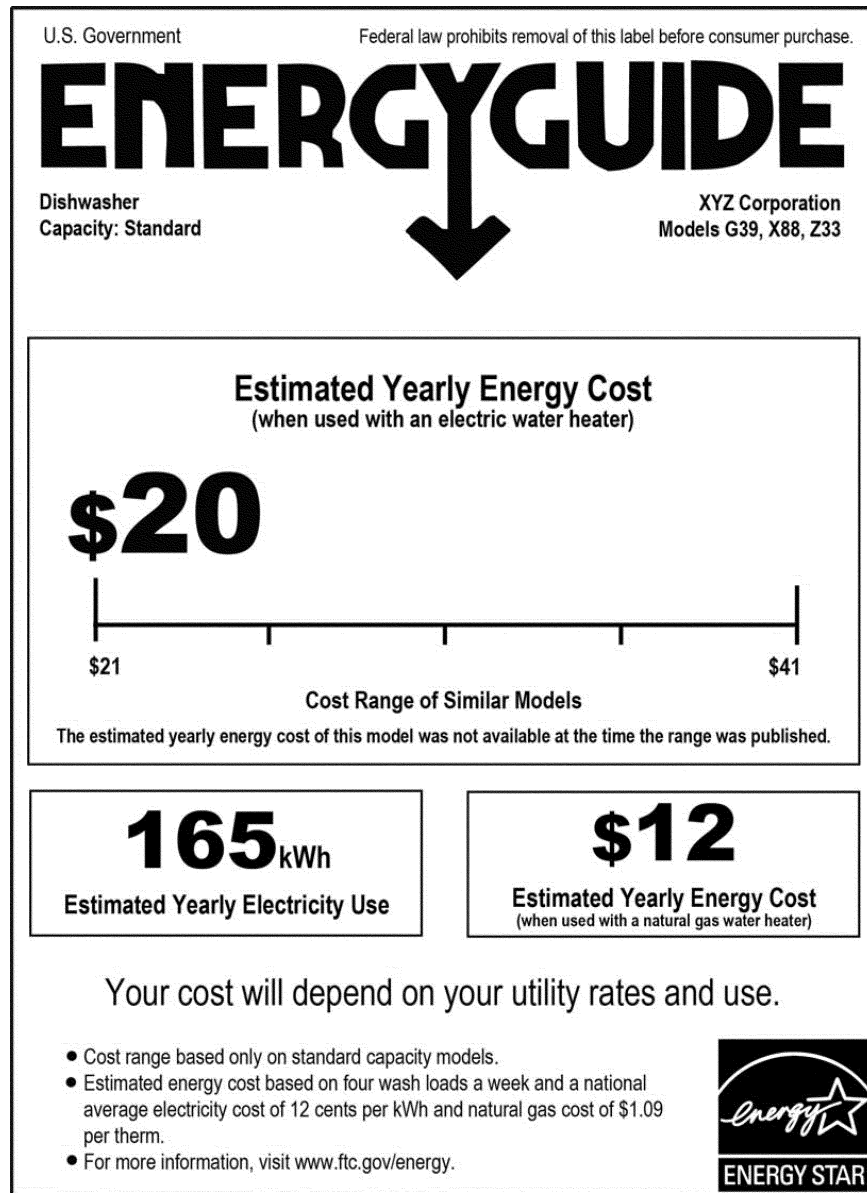 U.S. Government
Federal law prohibits removal of this label before consumer purchase.
ENERGYGUIDE
Dishwasher
Capacity: Standard
XYZ Corporation
Models G39, X88, Z33
Estimated Yearly Energy Cost
(when used with an electric water heater)
$20
$21
$41
Cost Range of Similar Models
The estimated yearly energy cost of this model was not available at the time the range was published.
165kWh
Estimated Yearly Electricity Use
$12
Estimated Yearly Energy Cost
(when used with a natural gas water heater)
Your cost will depend on your utility rates and use.
● Cost range based only on standard capacity models.
● Estimated energy cost based on four wash loads a week and a national
average electricity cost of 12 cents per kWh and natural gas cost of $1.09
per therm.
● For more information, visit www.ftc.gov/energy.
energy
ENERGY STAR